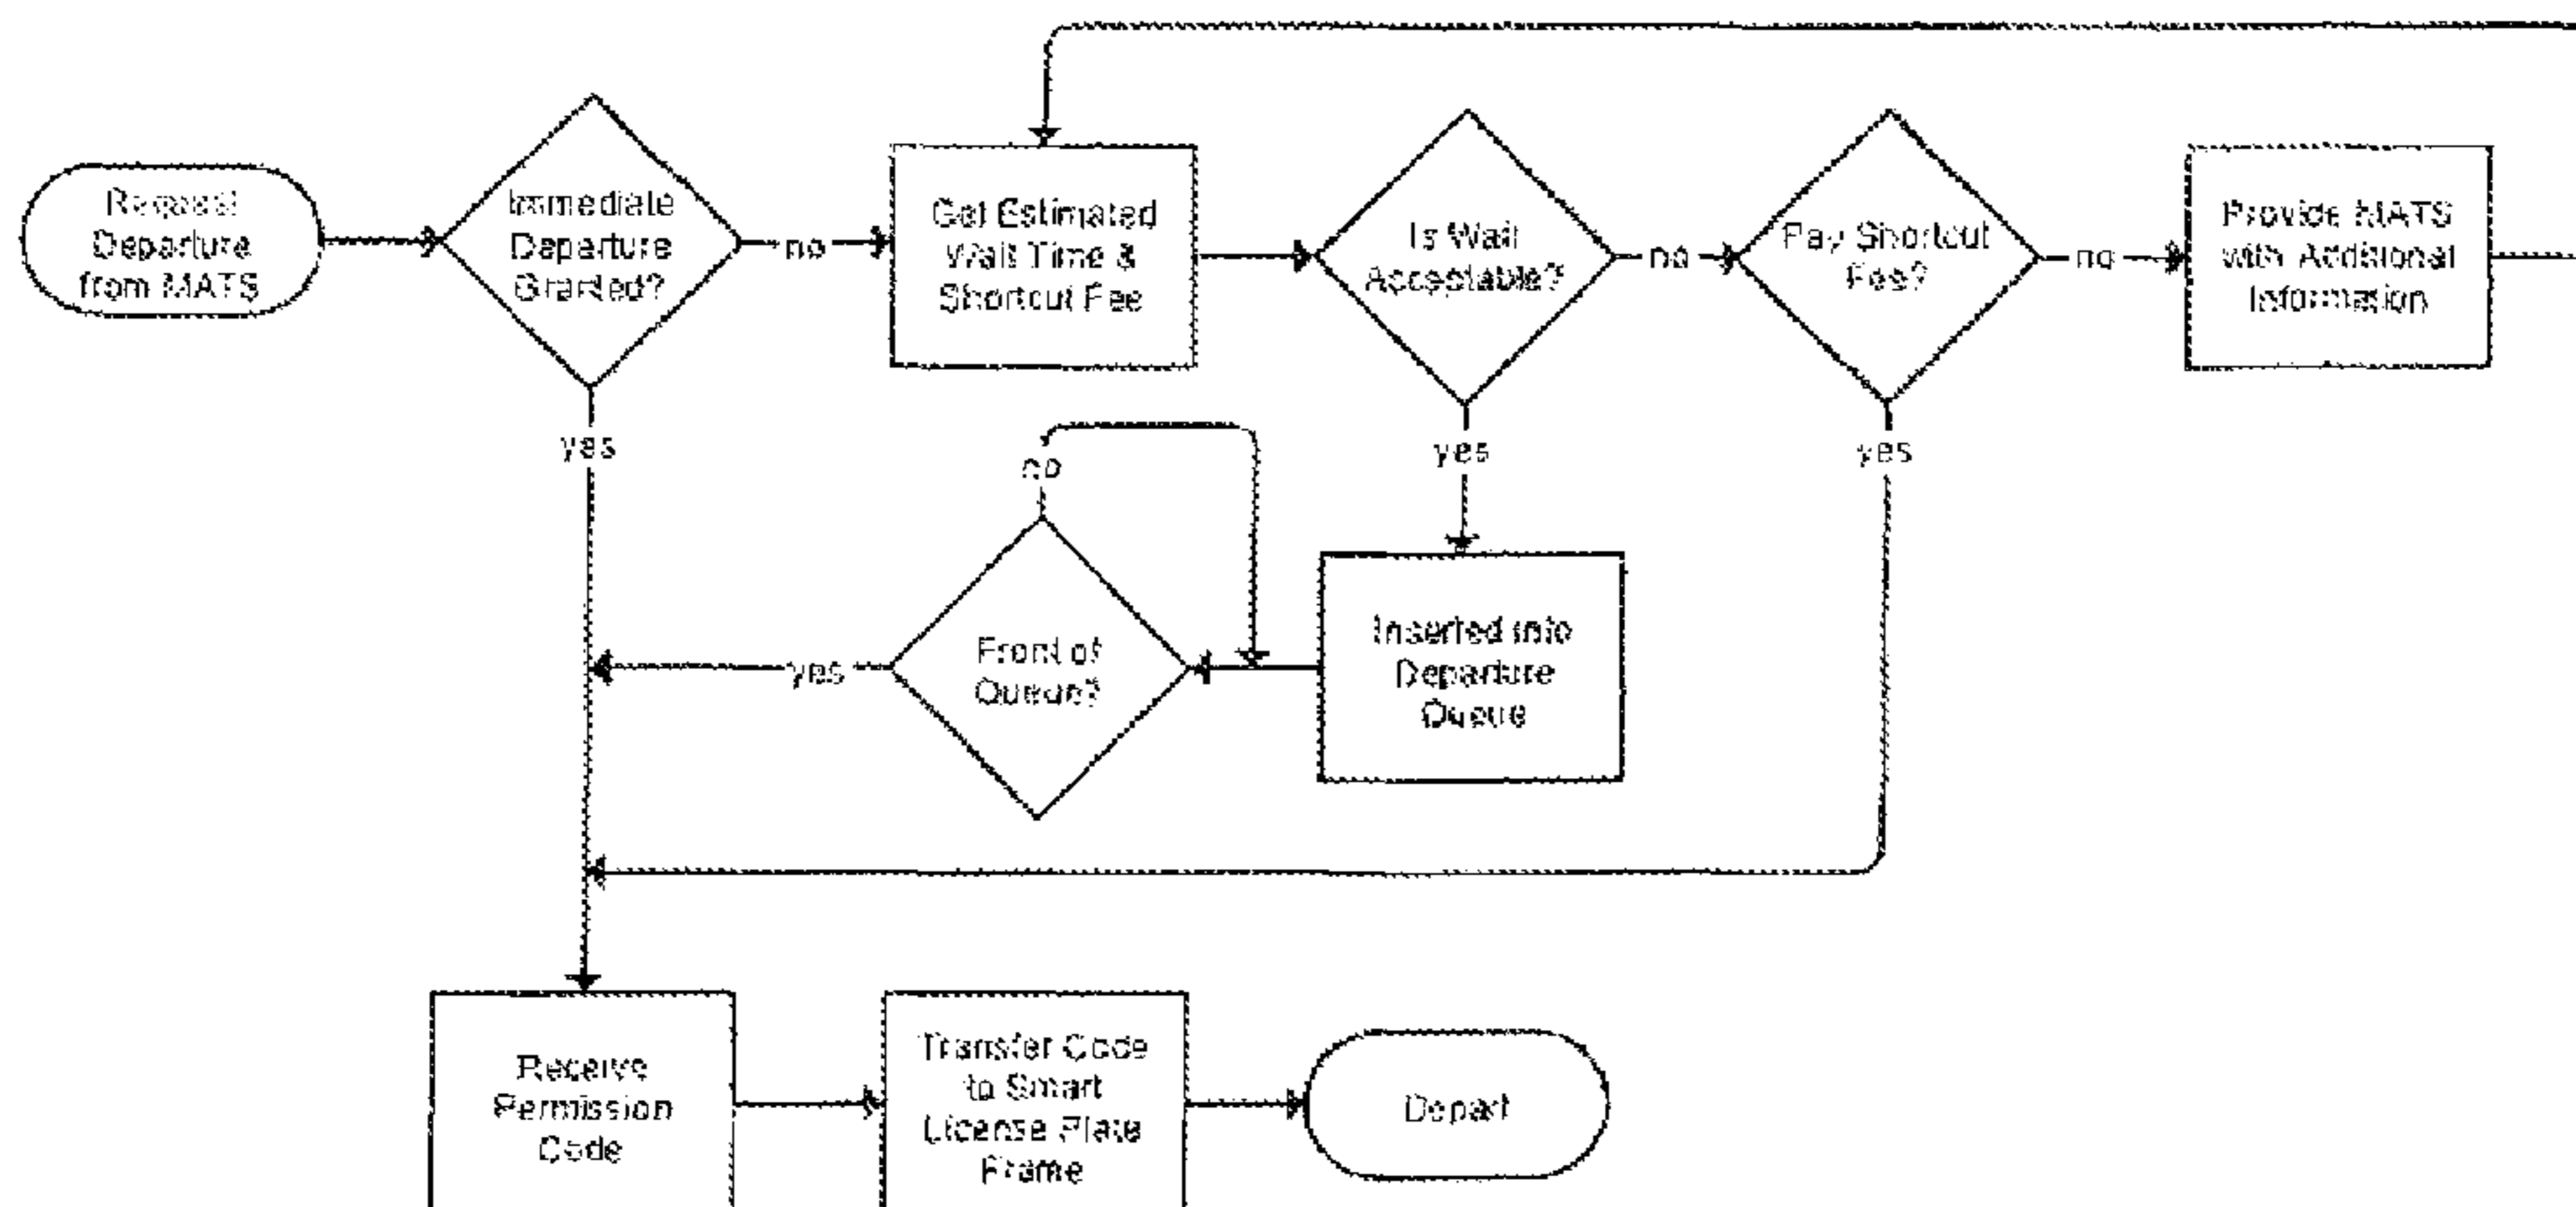 Request
Departure
from MATS
Immediate
Departure
Granted?
no
Get Estimated
Wait Time &
Shortcut Fee
Is Wait
Acceptable?
no
Pay Shortcut
Fee?
no
Provide MATS
with Additional
Information
yes
no
yes
yes
Front of
Queue?
yes
Inserted into
Departure
Queue
Receive
Permission
Code
Transfer Code
to Smart
License Plate
Frame
Depart